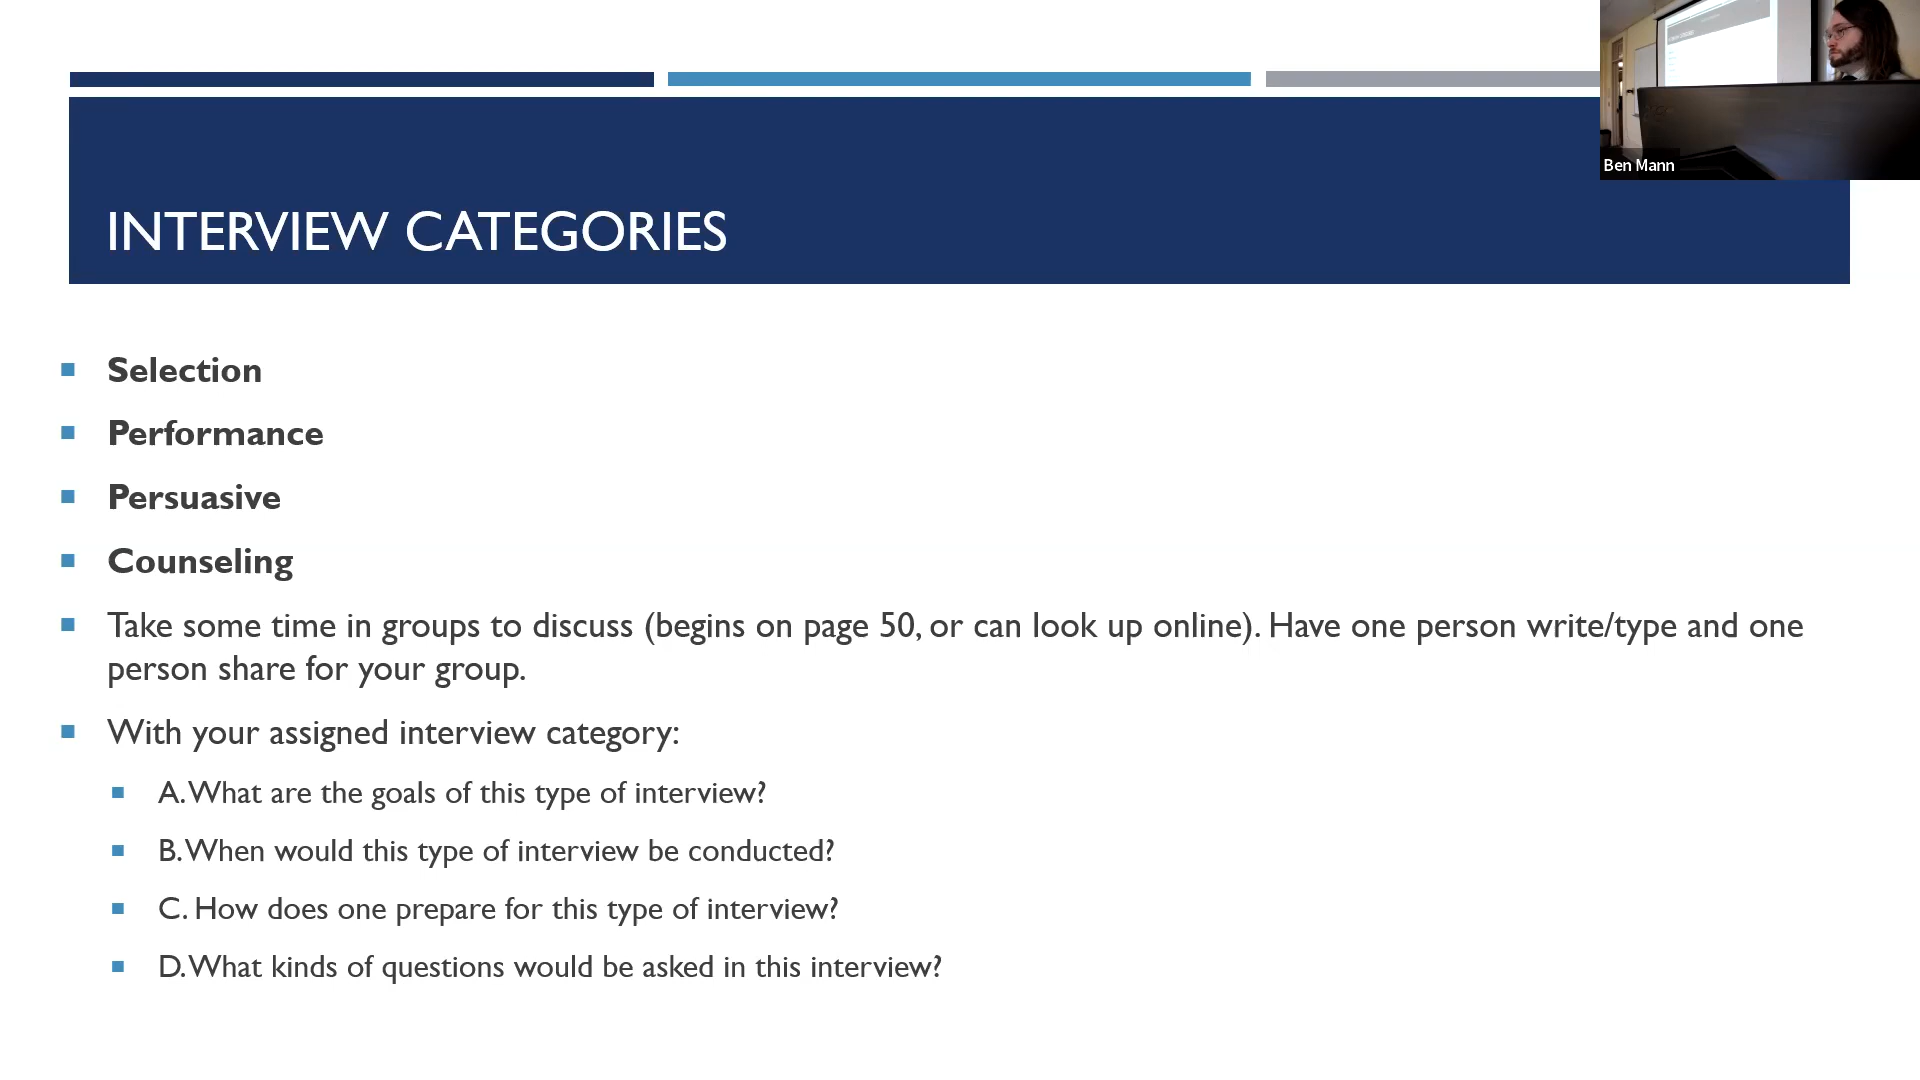 Ben Mann
INTERVIEW CATEGORIES
Selection
Performance
Persuasive
Counseling
Take some time in groups to discuss (begins on page 50, or can look up online). Have one person write/type and one
person share for your group.
With your assigned interview category:
A. What are the goals of this type of interview?
B. When would this type of interview be conducted?
C. How does one prepare for this type of interview?
D. What kinds of questions would be asked in this interview?